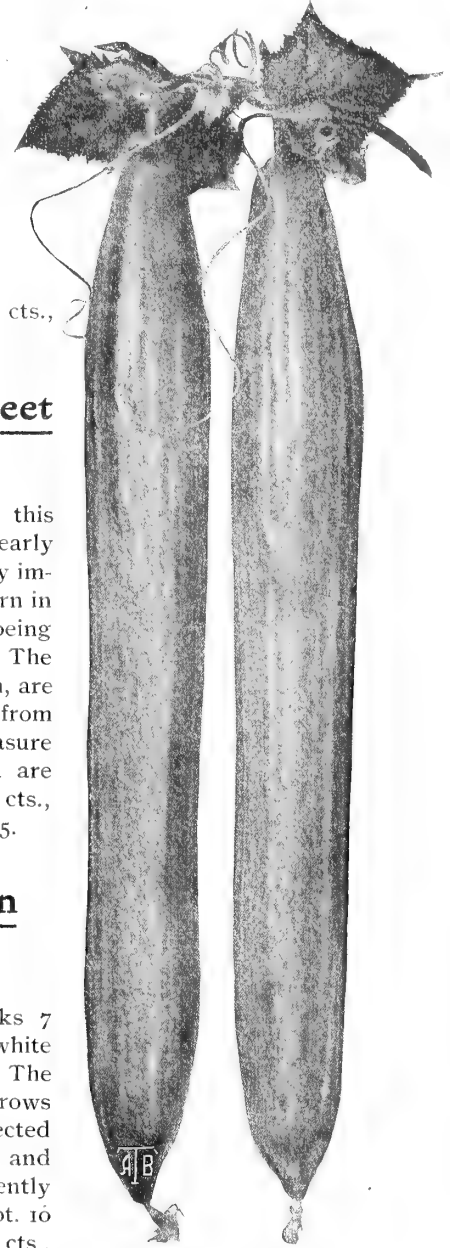 cts.,
eet
this
early
y im-
rn in
being
The
n, are
from
asure
are
cts.,
5.
n
ks 7
white
The
rows
ected
and
ently
ot. 10
cts.,
ATB